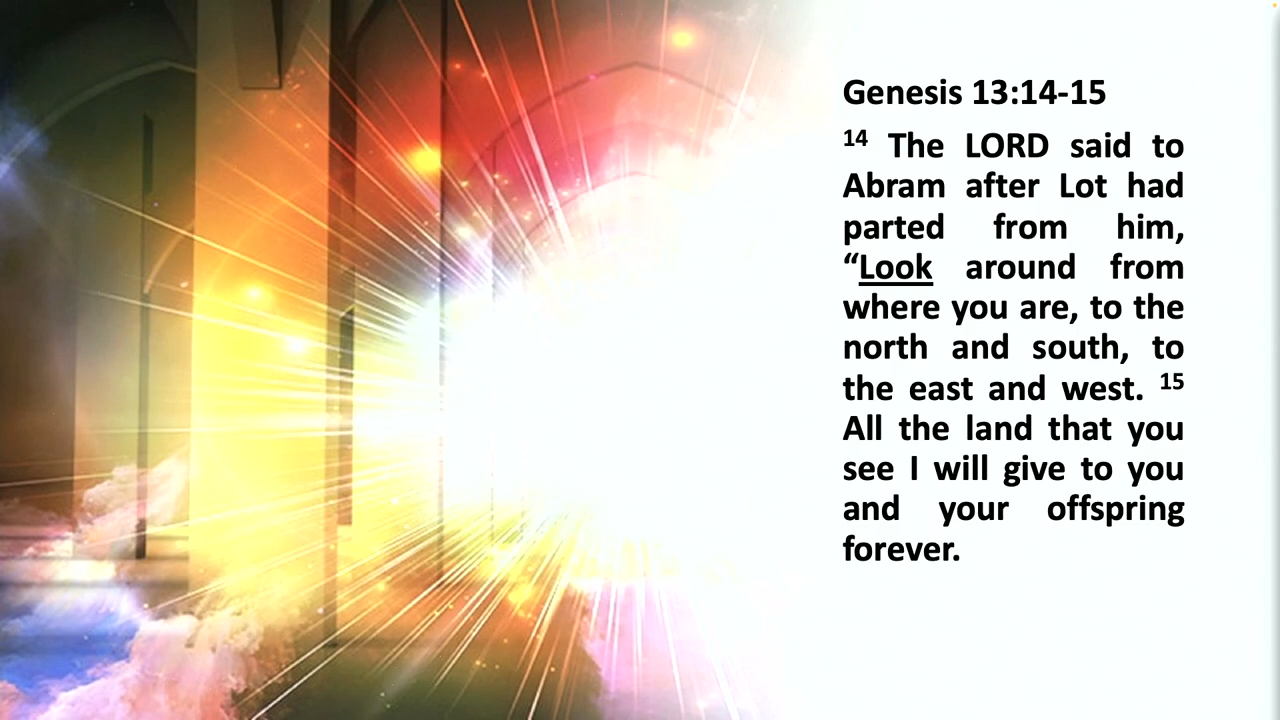 Genesis 13:14-15
14 The LORD said to
Abram after Lot had
parted from him,
“Look around from
where you are, to the
north and south, to
the east and west. 15
All the land that you
see I will give to you
and your offspring
forever.